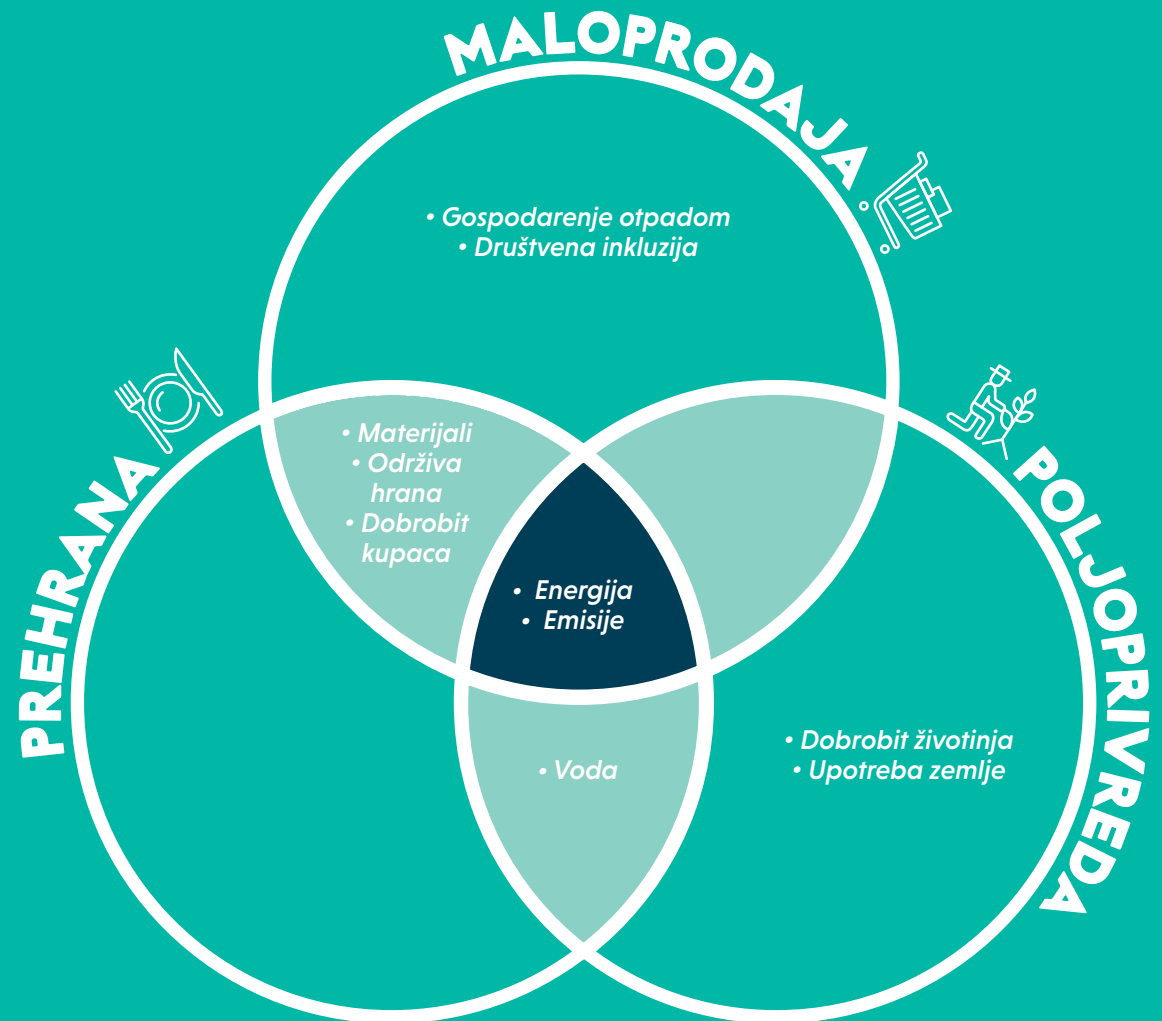 MALOPRODAJA
• Gospodarenje otpadom
• Društvena inkluzija
PREHRANA
• Materijali
• Održiva
hrana
• Dobrobit
kupaca
• Energija
• Emisije
POLJOPRIVREDA
• Voda
• Dobrobit životinja
• Upotreba zemlje